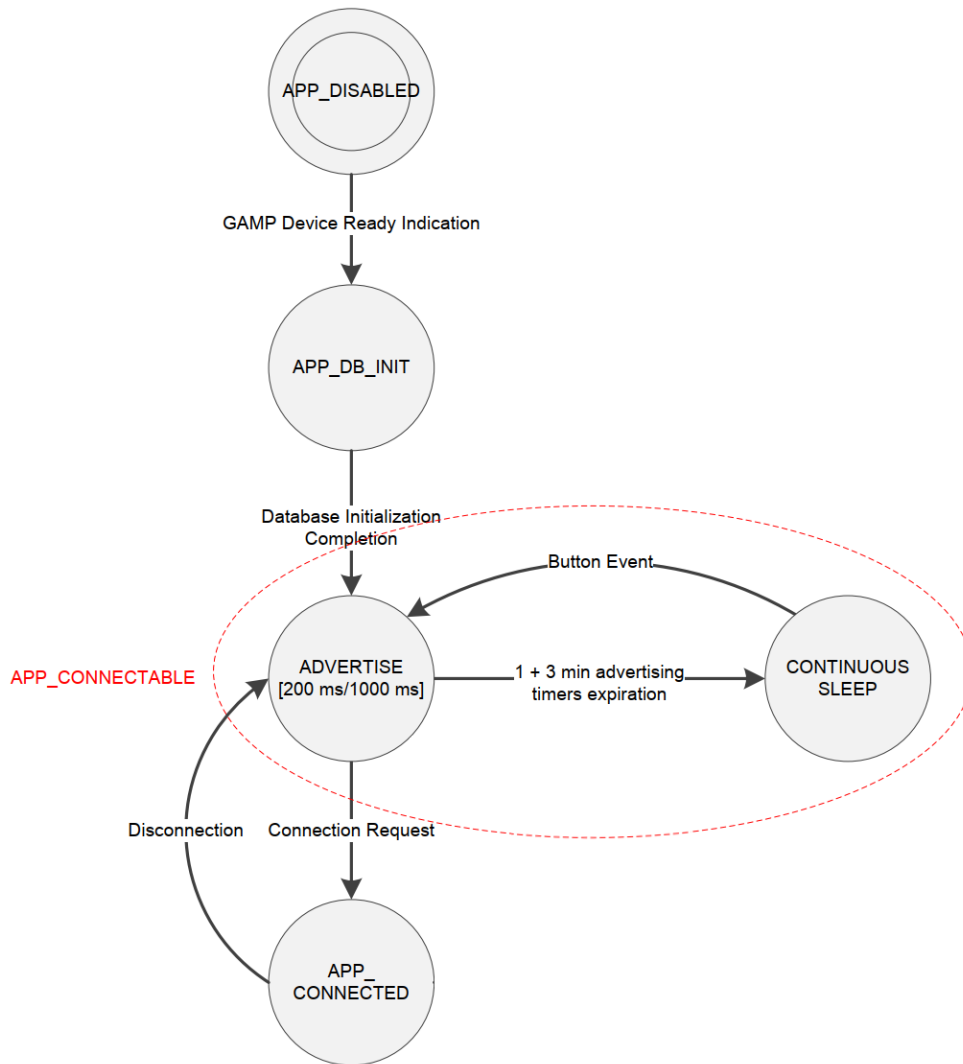 APP_DISABLED
GAMP Device Ready Indication
APP_DB_INIT
Database Initialization
Completion
Button Event
APP_CONNECTABLE
ADVERTISE
[200 ms/1000 ms]
1 + 3 min advertising
timers expiration
CONTINUOUS
SLEEP
Disconnection
Connection Request
APP_
CONNECTED